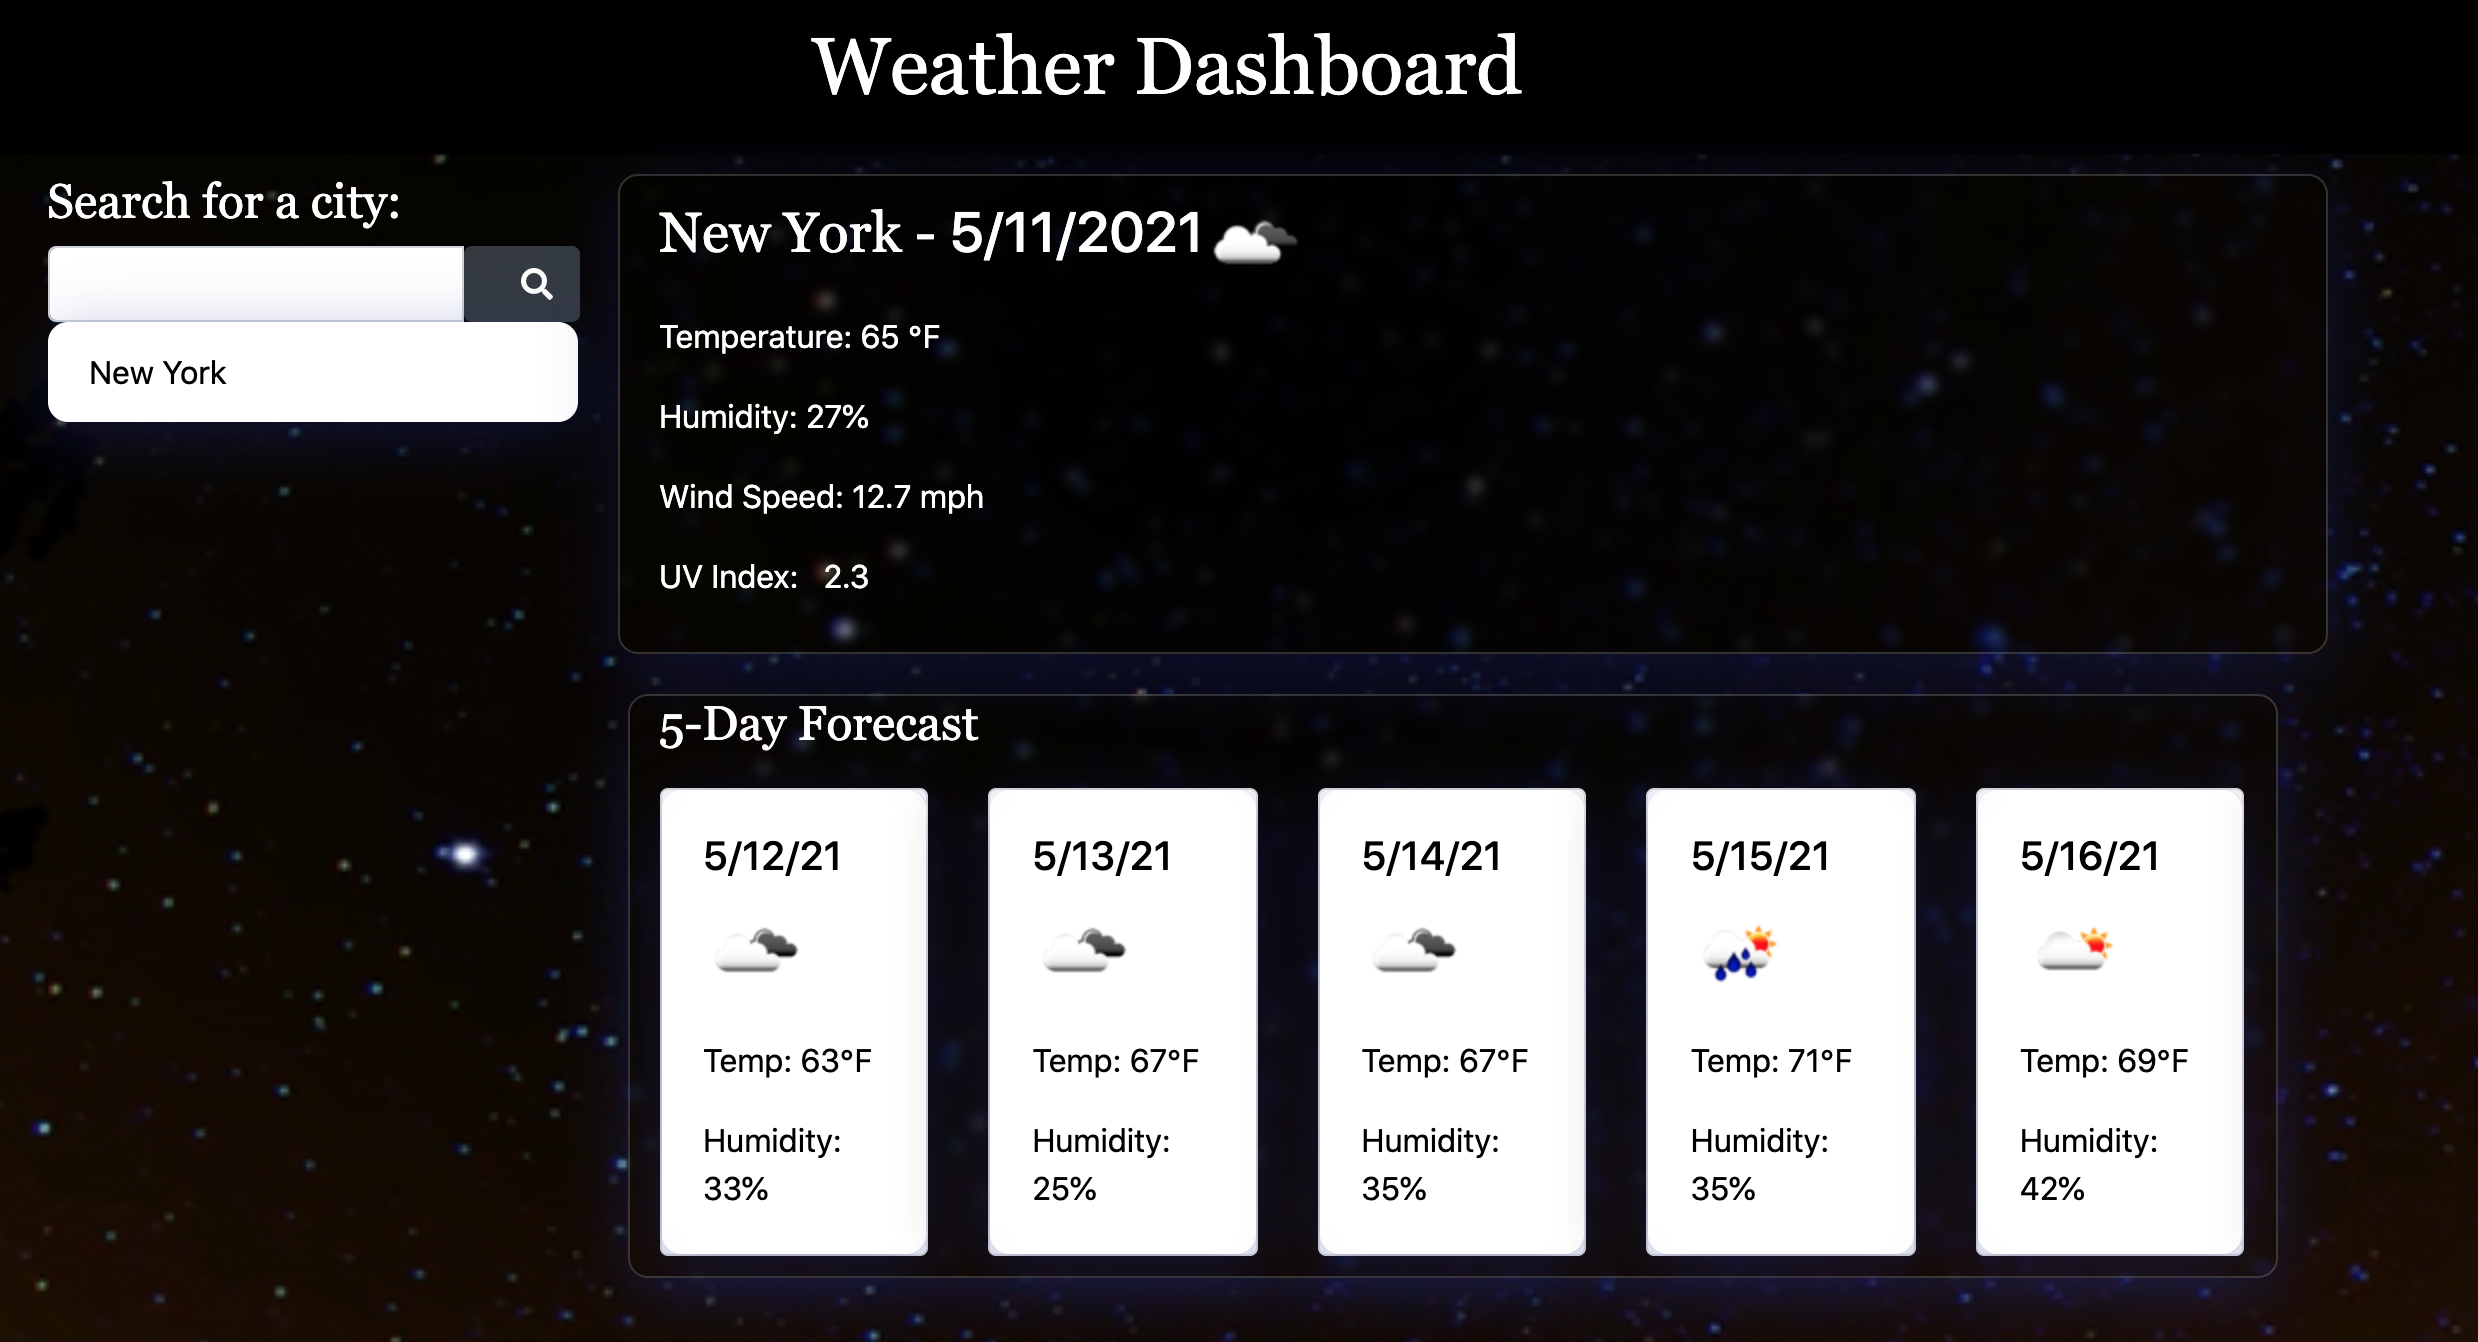 Weather Dashboard
Search for a city:
New York
New York - 5/11/2021
Temperature: 65 °F
Humidity: 27%
Wind Speed: 12.7 mph
UV Index: 2.3
5-Day Forecast
5/12/21
Temp: 63°F
Humidity:
33%
5/13/21
Temp: 67°F
Humidity:
25%
5/14/21
Temp: 67°F
Humidity:
35%
5/15/21
Temp: 71°F
Humidity:
35%
5/16/21
Temp: 69°F
Humidity:
42%